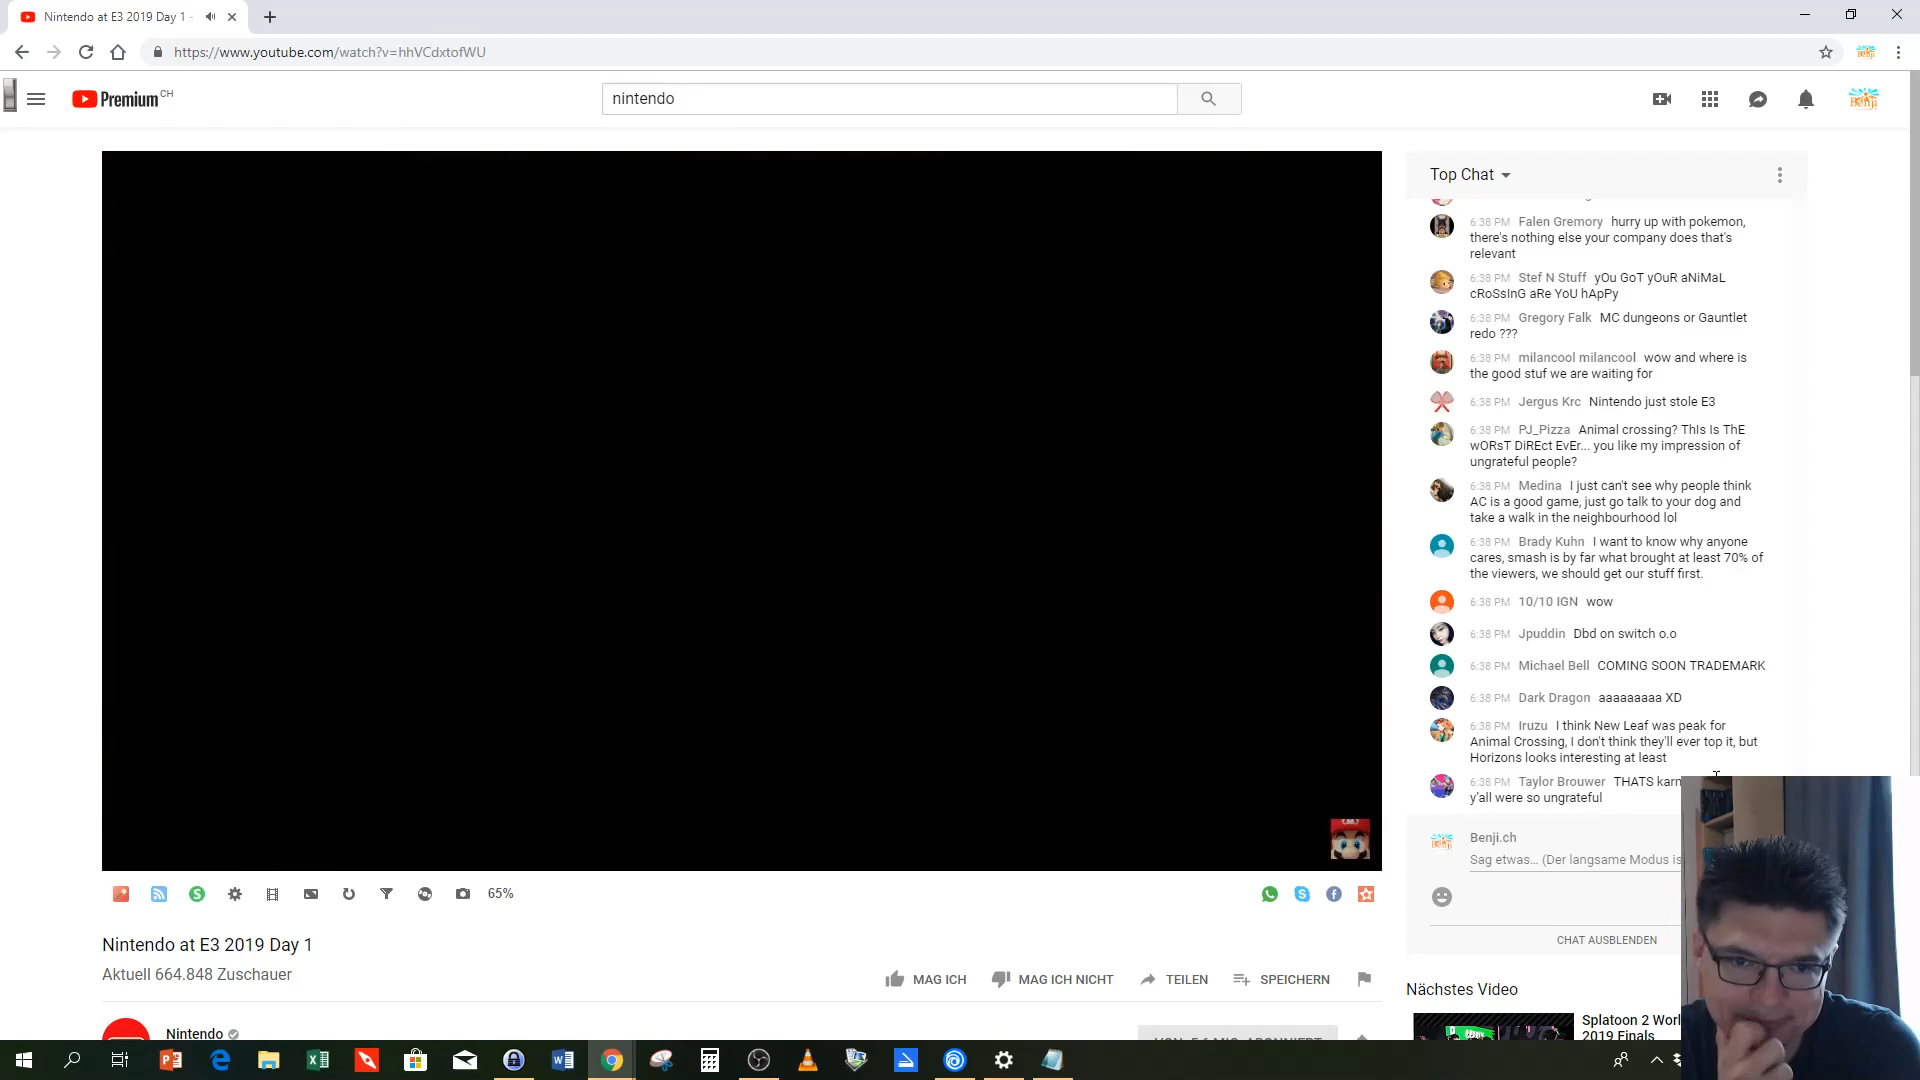 Nintendo at E3 2019 Day 1 -
https://www.youtube.com/watch?v=hhVCdxtofWU
Premium CH
nintendo
Top Chat
6:38 PM Falen Gremory hurry up with pokemon,
there's nothing else your company does that's
relevant
6:38 PM Stef N Stuff yOu GoT yOuR aNiMaL
cRoSsInG aRe YoU hApPy
6:38 PM Gregory Falk MC dungeons or Gauntlet
redo ???
6:38 PM milancool milancool wow and where is
the good stuf we are waiting for
6:38 PM Jergus Krc Nintendo just stole E3
6:38 PM PJ_Pizza Animal crossing? ThIs Is ThE
wORsT DiREct EvEr... you like my impression of
ungrateful people?
6:38 PM Medina I just can't see why people think
AC is a good game, just go talk to your dog and
take a walk in the neighbourhood lol
6:38 PM Brady Kuhn I want to know why anyone
cares, smash is by far what brought at least 70% of
the viewers, we should get our stuff first.
6:38 PM 10/10 IGN wow
6:38 PM Jpuddin Dbd on switch o.o
6:38 PM Michael Bell COMING SOON TRADEMARK
6:38 PM Dark Dragon aaaaaaaaa XD
6:38 PM Iruzu I think New Leaf was peak for
Animal Crossing, I don't think they'll ever top it, but
Horizons looks interesting at least
6:38 PM Taylor Brouwer THATS
y'all were so ungrateful
Benji.ch
Sag etwas... (Der langsame Modus
CHAT AUSBLENDEN
65%
Nintendo at E3 2019 Day 1
Aktuell 664.848 Zuschauer
MAG ICH
MAG ICH NICHT
TEILEN
SPEICHERN
Nintendo
Nächstes Video
Splatoon 2
2019 Finals